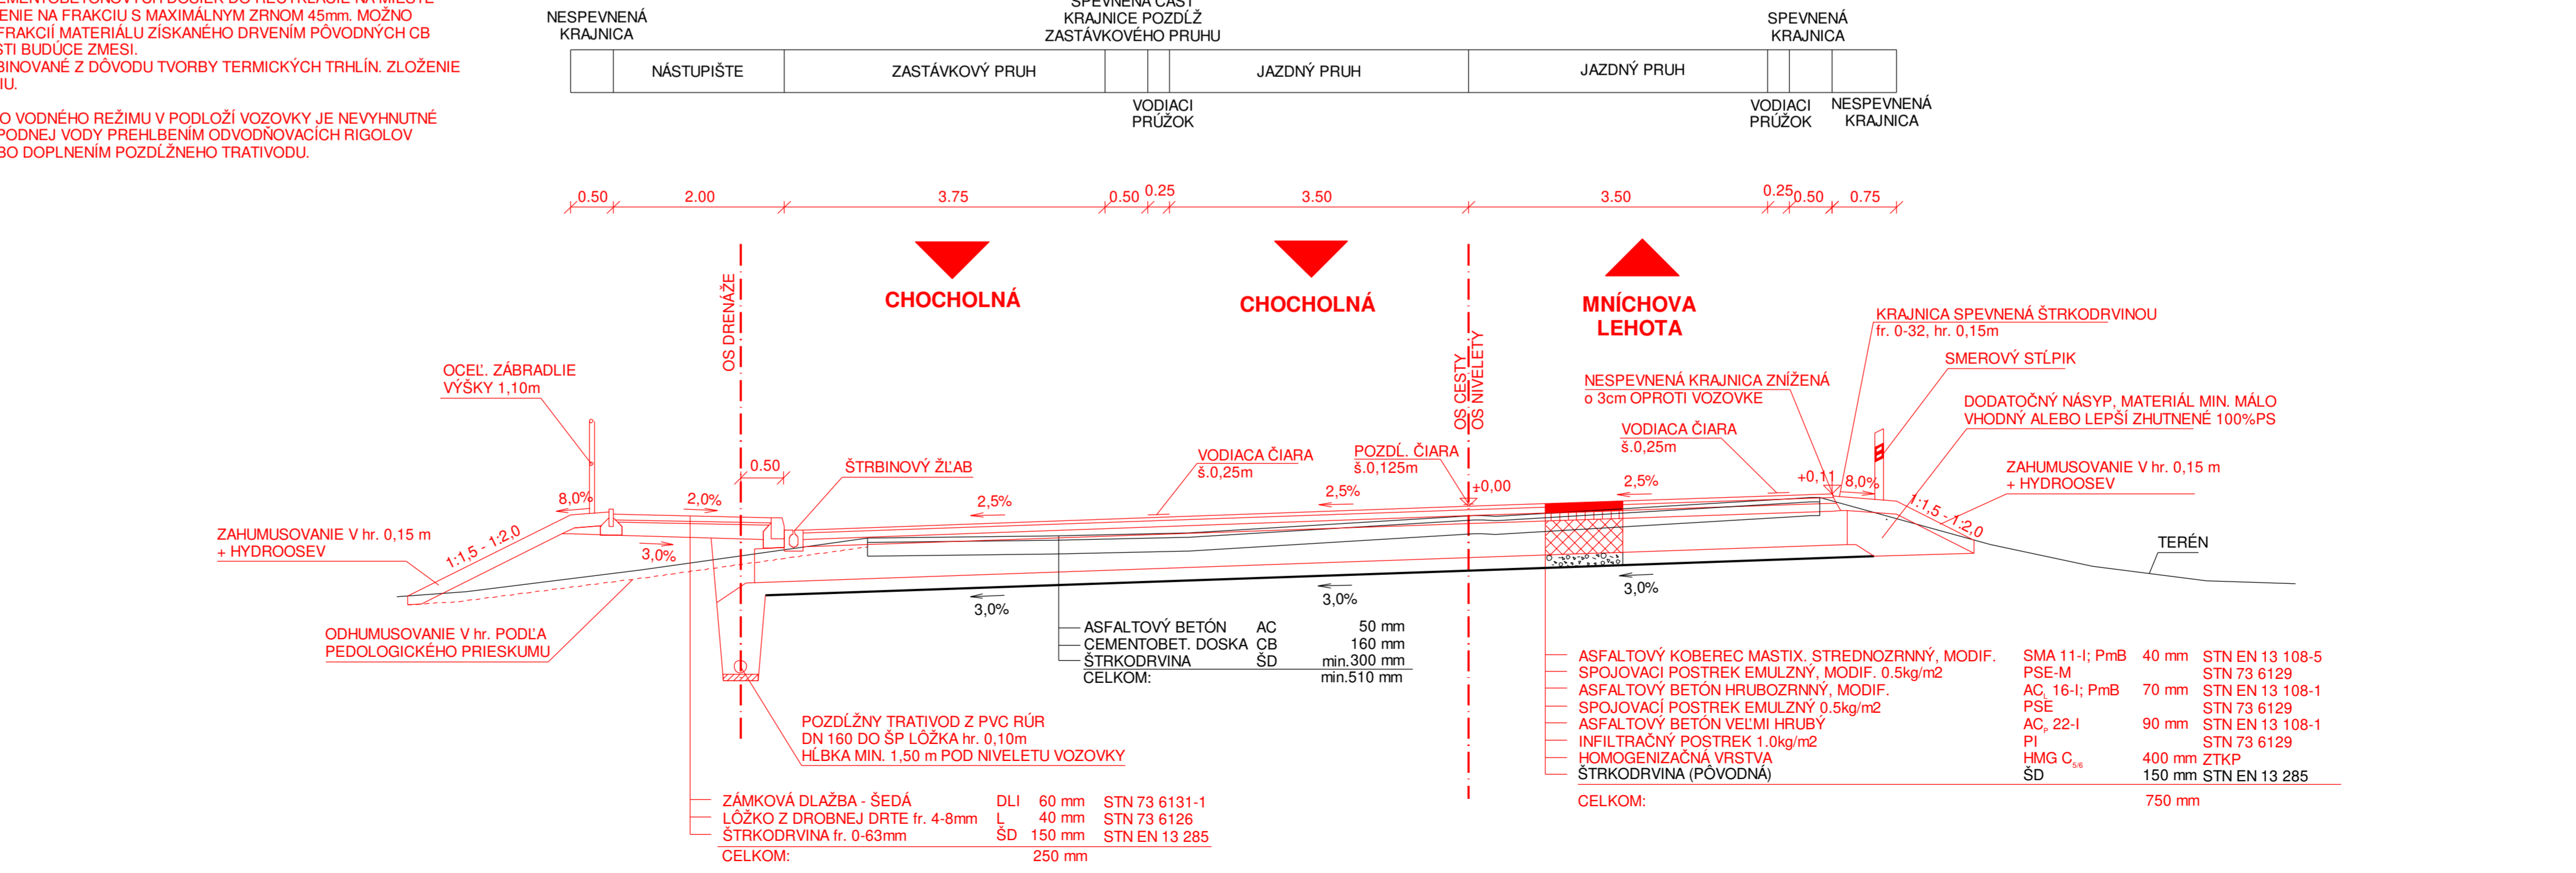 ENIE NA FRAKCIU S MAXIMÁLNYM ZRNOM 45mm. MOŽNO
FRAKCIÍ MATERIÁLU ZÍSKANÉHO DRVENÍM PÔVODNÝCH CB
STI BUDÚCE ZMESI.
BINOVANÉ Z DÔVODU TVORBY TERMICKÝCH TRHLÍN. ZLOŽENIE
IU.
O VODNÉHO REŽIMU V PODLOŽÍ VOZOVKY JE NEVYHNUTNÉ
PODNEJ VODY PREHLBENÍM ODVODŇOVACÍCH RIGOLOV
BO DOPLNENÍM POZDĹŽNEHO TRATIVODU.
NESPEVNENÁ
KRAJNICA
SPEVNENÁ ČASŤ
KRAJNICE POZDĹŽ
ZASTÁVKOVÉHO PRUHU
SPEVNENÁ
KRAJNICA
NÁSTUPIŠTE
ZASTÁVKOVÝ PRUH
JAZDNÝ PRUH
JAZDNÝ PRUH
VODIACI
PRÚŽOK
VODIACI
PRÚŽOK
NESPEVNENÁ
KRAJNICA
0.50 2.00 3.75 0.50 0.25 3.50 3.50 0.25 0.50 0.75
OS DRENÁŽE
CHOCHOLNÁ
CHOCHOLNÁ
MNÍCHOVA
LEHOTA
OS CESTY
OS NIVELETY
KRAJNICA SPEVNENÁ ŠTRKODRVINOU
fr. 0-32, hr. 0,15m
SMEROVÝ STĹPIK
OCEĽ. ZÁBRADLIE
VÝŠKY 1,10m
NESPEVNENÁ KRAJNICA ZNÍŽENÁ
o 3cm OPROTI VOZOVKE
DODATOČNÝ NÁSYP, MATERIÁL MIN. MÁLO
VHODNÝ ALEBO LEPŠÍ ZHUTNENÉ 100%PS
VODIACA ČIARA
š.0,25m
POZDĹ. ČIARA
š.0,125m
VODIACA ČIARA
š.0,25m
0.50
ŠTRBINOVÝ ŽĽAB
ZAHUMUSOVANIE V hr. 0,15 m
+ HYDROOSEV
8,0%
2,0%
2,5%
2,5%
+0,00
2,5%
+0,11
8,0%
1:1,5 - 1:2,0
ZAHUMUSOVANIE V hr. 0,15 m
+ HYDROOSEV
1:1,5 - 1:2,0
3,0%
TERÉN
3,0%
3,0%
3,0%
ODHUMUSOVANIE V hr. PODĽA
PEDOLOGICKÉHO PRIESKUMU
ASFALTOVÝ BETÓN AC 50 mm
CEMENTOBET. DOSKA CB 160 mm
ŠTRKODRVINA ŠD min.300 mm
CELKOM: min.510 mm
POZDĹŽNY TRATIVOD Z PVC RÚR
DN 160 DO ŠP LÔŽKA hr. 0,10m
HĹBKA MIN. 1,50 m POD NIVELETU VOZOVKY
ASFALTOVÝ KOBEREC MASTIX. STREDNOZRNNÝ, MODIF. SMA 11-I; PmB 40 mm STN EN 13 108-5
SPOJOVACI POSTREK EMULZNÝ, MODIF. 0.5kg/m2 PSE-M STN 73 6129
ASFALTOVÝ BETÓN HRUBOZRNNÝ, MODIF. ACL 16-I; PmB 70 mm STN EN 13 108-1
SPOJOVACÍ POSTREK EMULZNÝ 0.5kg/m2 PSE STN 73 6129
ASFALTOVÝ BETÓN VEĽMI HRUBÝ ACP 22-I 90 mm STN EN 13 108-1
INFILTRAČNÝ POSTREK 1.0kg/m2 PI STN 73 6129
HOMOGENIZAČNÁ VRSTVA HMG C5/6 400 mm ZTKP
ŠTRKODRVINA (PÔVODNÁ) ŠD 150 mm STN EN 13 285
CELKOM: 750 mm
ZÁMKOVÁ DLAŽBA - ŠEDÁ DLI 60 mm STN 73 6131-1
LÔŽKO Z DROBNEJ DRTE fr. 4-8mm L 40 mm STN 73 6126
ŠTRKODRVINA fr. 0-63mm ŠD 150 mm STN EN 13 285
CELKOM: 250 mm